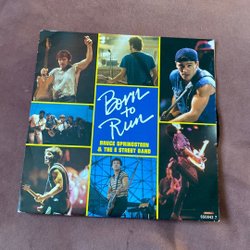 Born
to
Run
BRUCE SPRINGSTEEN
& THE E STREET BAND